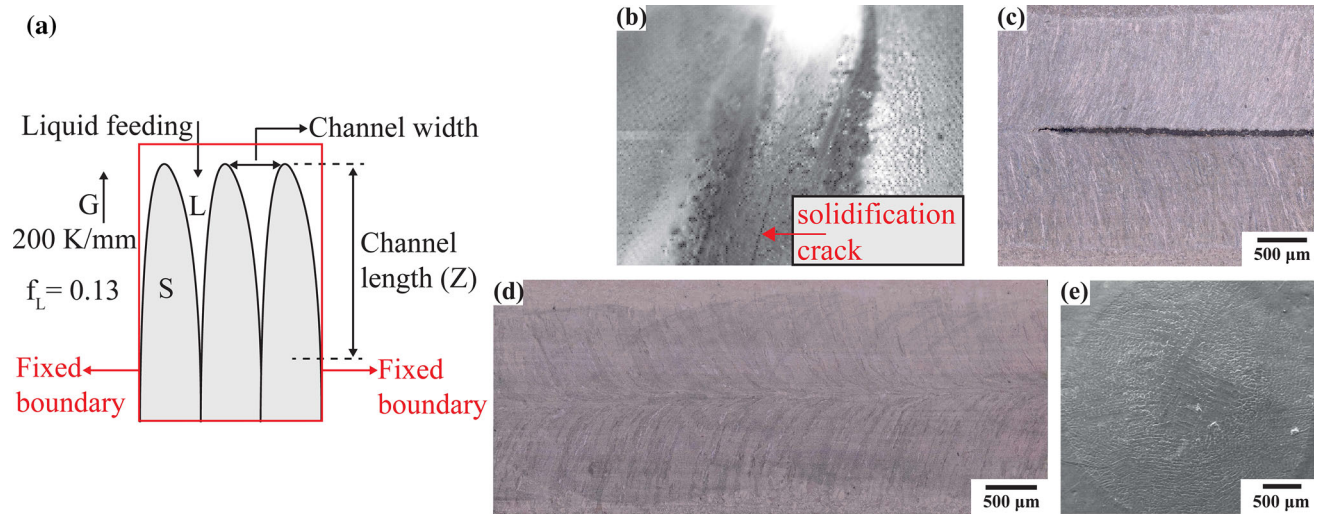 (a)
Liquid feeding
Channel width
G
200 K/mm
L
f_L= 0.13
S
Channel
length (Z)
Fixed
boundary
Fixed
boundary
(b)
solidification
crack
(c)
500 µm
(d)
500 µm
(e)
500 µm